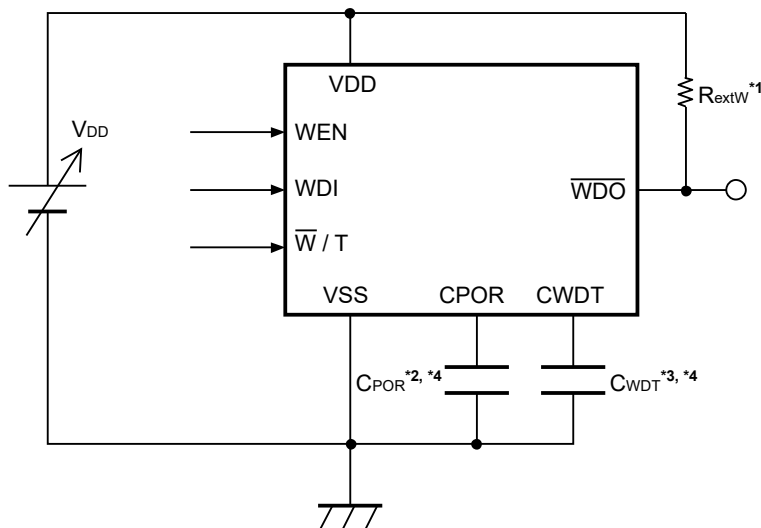 VDD
RextW*1
VDD
WEN
WDI
WDO
W / T
VSS
CPOR
CWDT
CPOR*2, *4
CWDT*3, *4